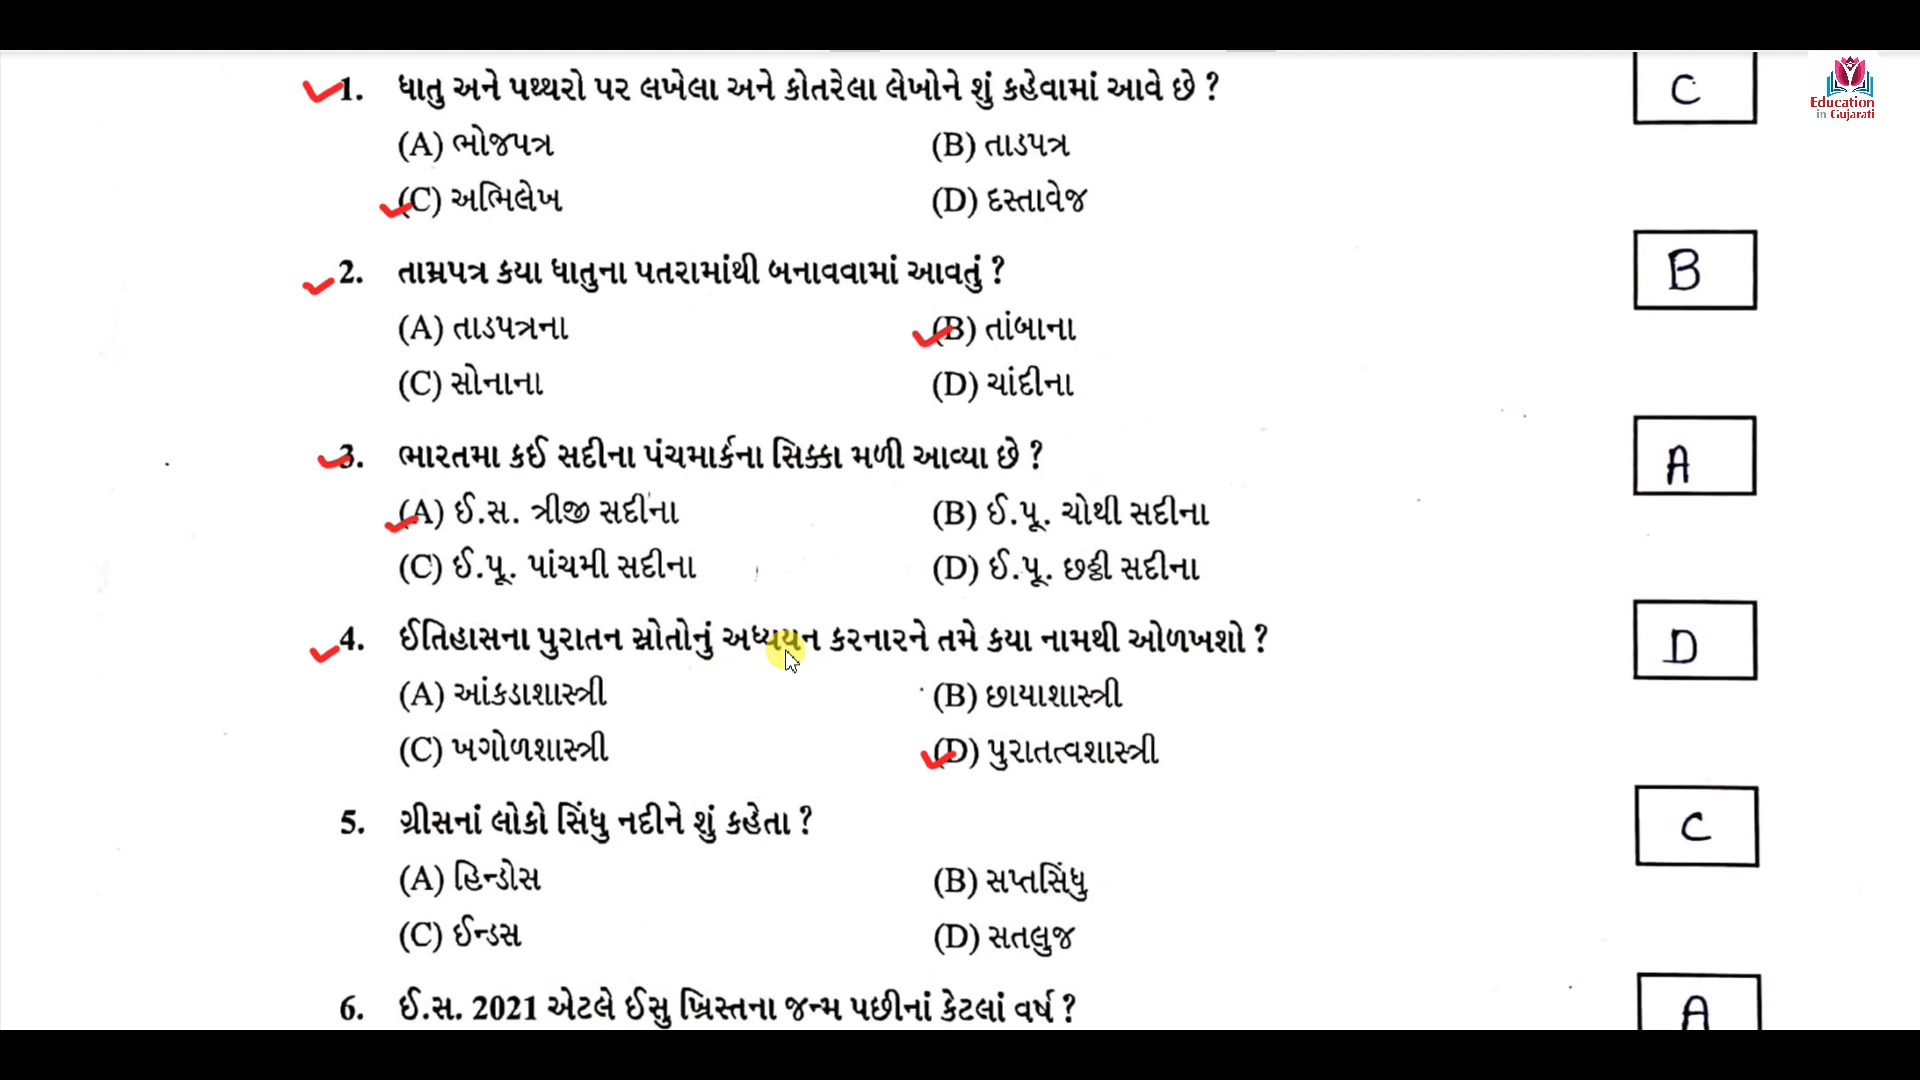 1. ધાતુ અને પથ્થરો પર લખેલા અને કોતરેલા લેખોને શું કહેવામાં આવે છે ? C
Education
in Gujarati
(A) ભોજપત્ર (B) તાડપત્ર
(C) અભિલેખ (D) દસ્તાવેજ
2. તામ્રપત્ર કયા ધાતુના પતરામાંથી બનાવવામાં આવતું ? B
(A) તાડપત્રના (B) તાંબાના
(C) સોનાના (D) ચાંદીના
3. ભારતમા કઈ સદીના પંચમાર્કના સિક્કા મળી આવ્યા છે ? A
(A) ઈ.સ. ત્રીજી સદીના (B) ઈ.પૂ. ચોથી સદીના
(C) ઈ.પૂ. પાંચમી સદીના (D) ઈ.પૂ. છઠ્ઠી સદીના
4. ઈતિહાસના પુરાતન સ્રોતોનું અધ્યયન કરનારને તમે કયા નામથી ઓળખશો ? D
(A) આંકડાશાસ્ત્રી (B) છાયાશાસ્ત્રી
(C) ખગોળશાસ્ત્રી (D) પુરાતત્વશાસ્ત્રી
5. ગ્રીસનાં લોકો સિંધુ નદીને શું કહેતા ? C
(A) હિન્ડોસ (B) સપ્તસિંધુ
(C) ઈન્ડસ (D) સતલુજ
6. ઈ.સ. 2021 એટલે ઈસુ ખ્રિસ્તના જન્મ પછીનાં કેટલાં વર્ષ ? A